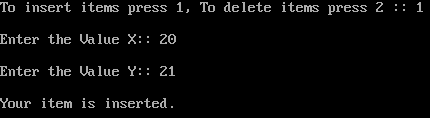 To insert items press 1, To delete items press 2 :: 1
Enter the Value X:: 20
Enter the Value Y:: 21
Your item is inserted.